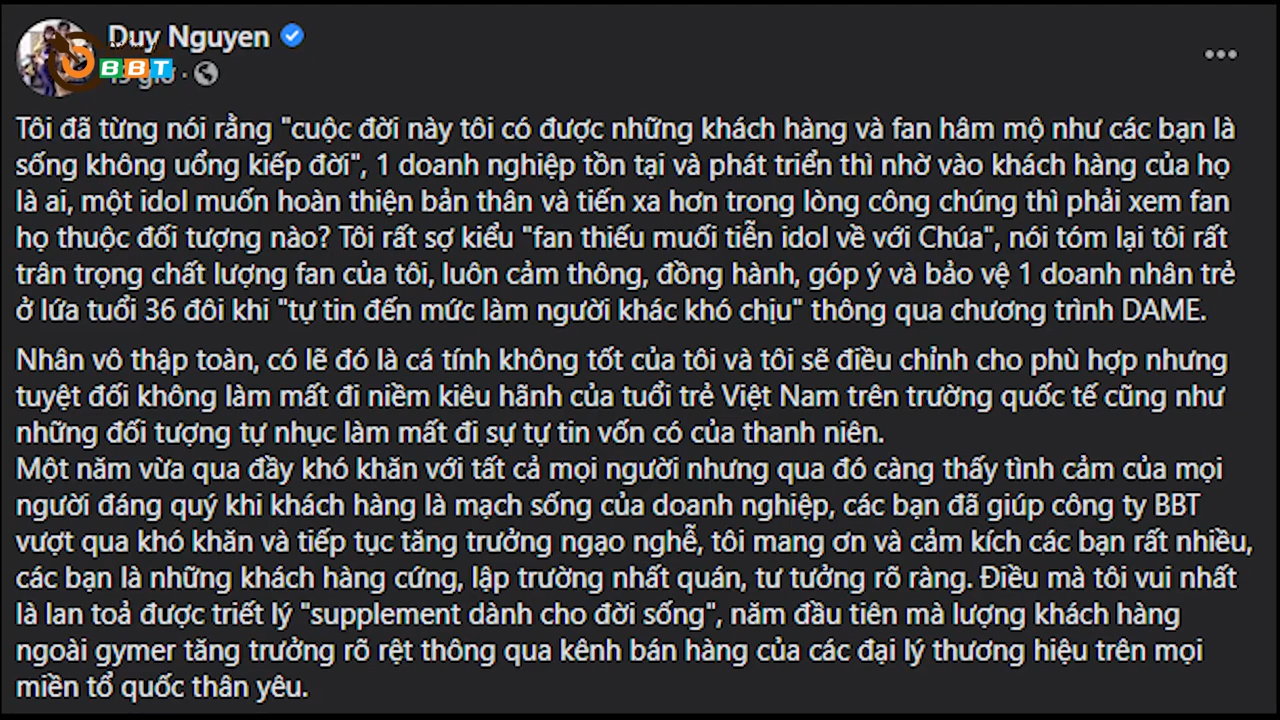 Duy Nguyen
BBT
giờ ·
Tôi đã từng nói rằng "cuộc đời này tôi có được những khách hàng và fan hâm mộ như các bạn là
sống không uổng kiếp đời", 1 doanh nghiệp tồn tại và phát triển thì nhờ vào khách hàng của họ
là ai, một idol muốn hoàn thiện bản thân và tiến xa hơn trong lòng công chúng thì phải xem fan
họ thuộc đối tượng nào? Tôi rất sợ kiểu "fan thiếu muối tiễn idol về với Chúa", nói tóm lại tôi rất
trân trọng chất lượng fan của tôi, luôn cảm thông, đồng hành, góp ý và bảo vệ 1 doanh nhân trẻ
ở lứa tuổi 36 đôi khi "tự tin đến mức làm người khác khó chịu" thông qua chương trình DAME.
Nhân vô thập toàn, có lẽ đó là cá tính không tốt của tôi và tôi sẽ điều chỉnh cho phù hợp nhưng
tuyệt đối không làm mất đi niềm kiêu hãnh của tuổi trẻ Việt Nam trên trường quốc tế cũng như
những đối tượng tự nhục làm mất đi sự tự tin vốn có của thanh niên.
Một năm vừa qua đầy khó khăn với tất cả mọi người nhưng qua đó càng thấy tình cảm của mọi
người đáng quý khi khách hàng là mạch sống của doanh nghiệp, các bạn đã giúp công ty BBT
vượt qua khó khăn và tiếp tục tăng trưởng ngạo nghễ, tôi mang ơn và cảm kích các bạn rất nhiều,
các bạn là những khách hàng cứng, lập trường nhất quán, tư tưởng rõ ràng. Điều mà tôi vui nhất
là lan toả được triết lý "supplement dành cho đời sống", năm đầu tiên mà lượng khách hàng
ngoài gymer tăng trưởng rõ rệt thông qua kênh bán hàng của các đại lý thương hiệu trên mọi
miền tổ quốc thân yêu.